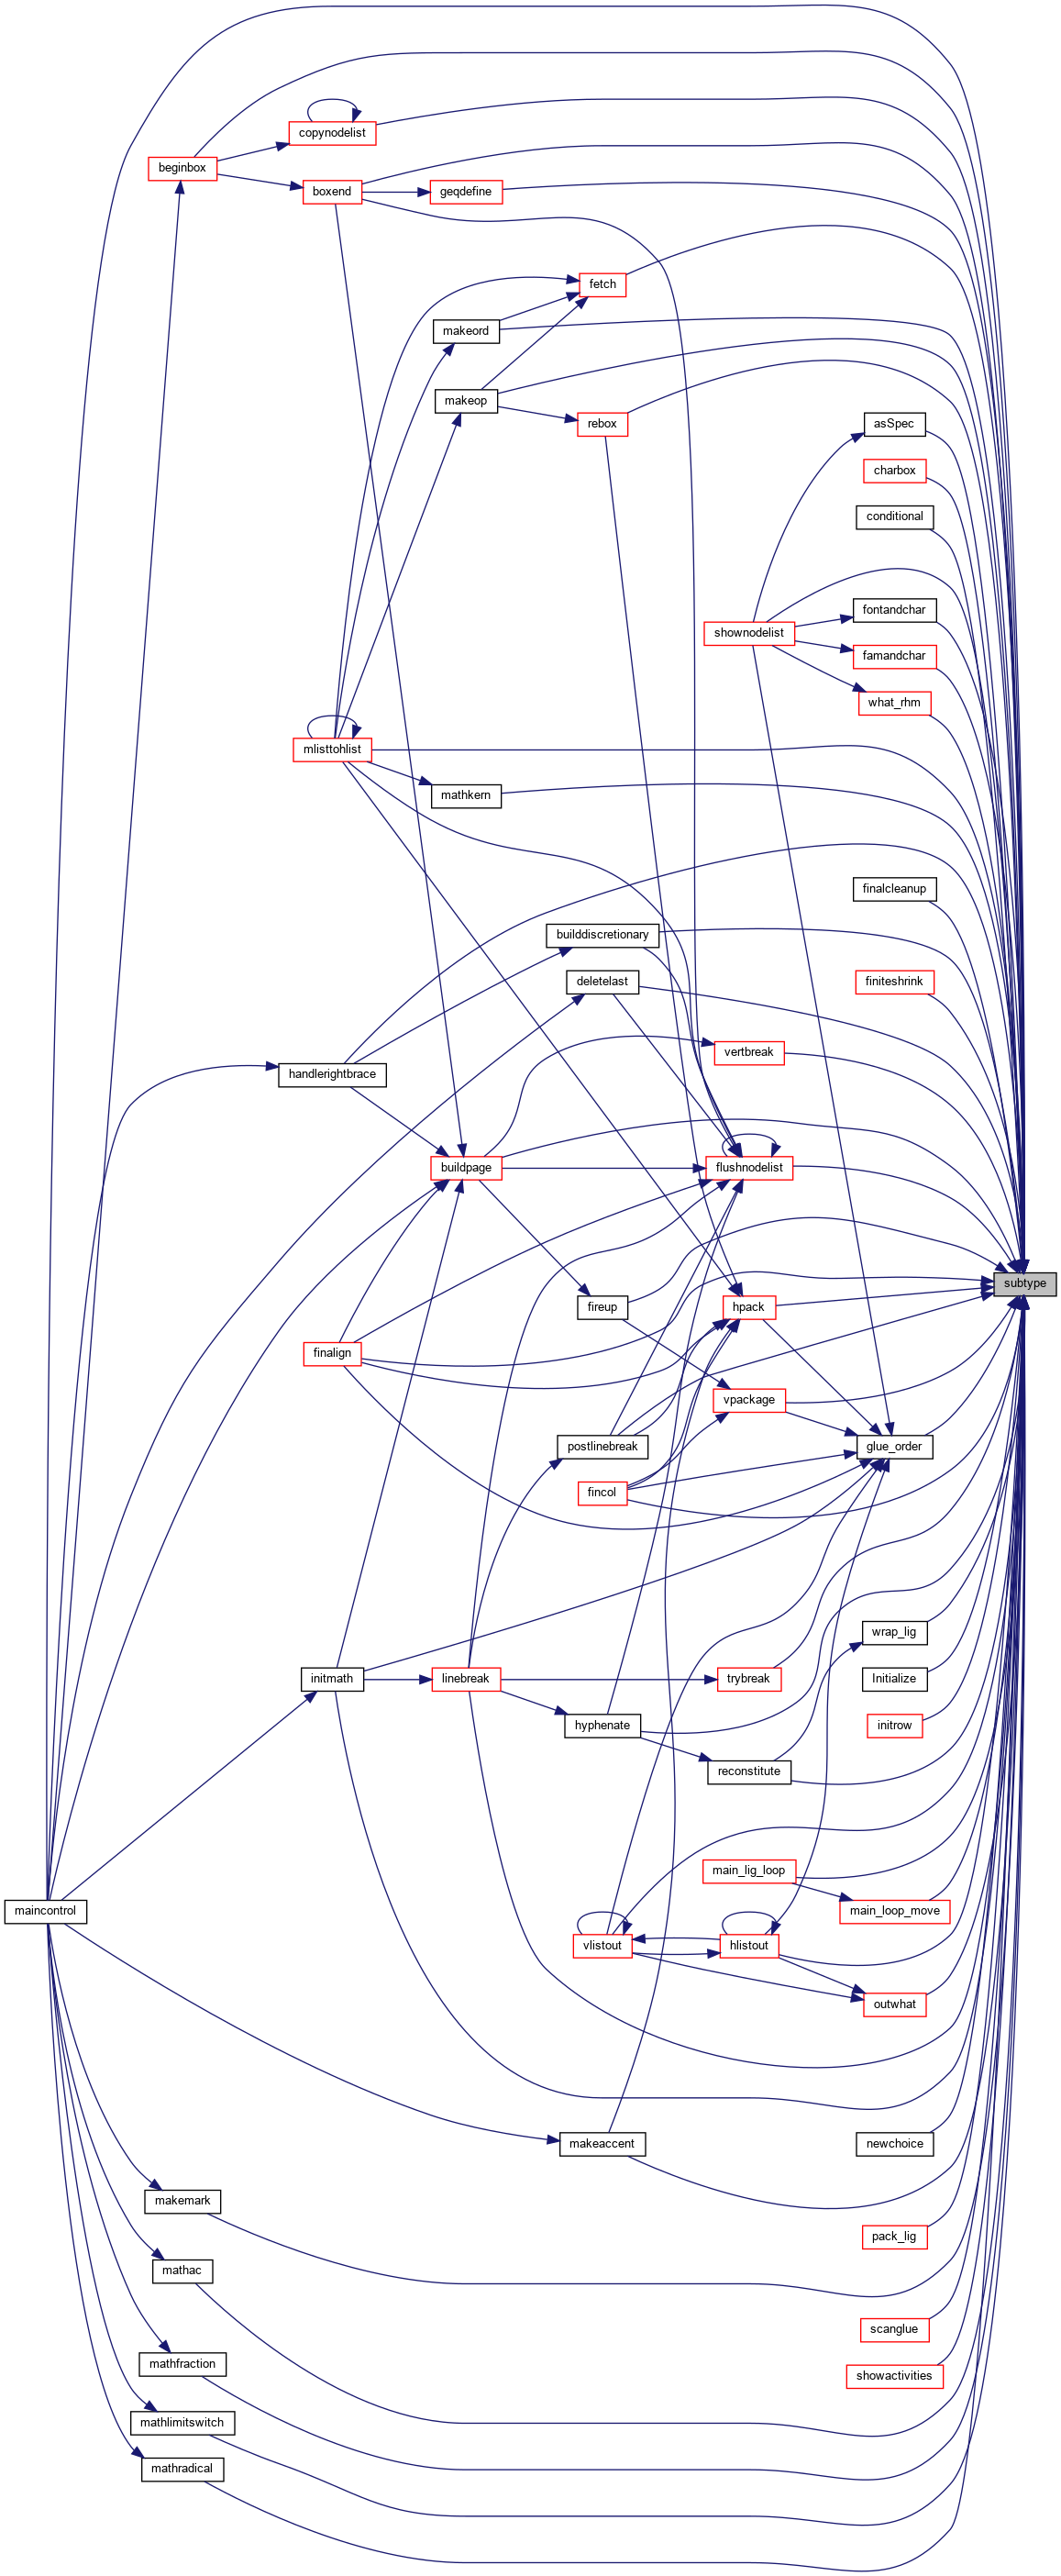 copynodelist
beginbox
boxend
geqdefine
fetch
makeord
makeop
rebox
asSpec
charbox
conditional
fontandchar
shownodelist
famandchar
what_rhm
mlisttohlist
mathkern
finalcleanup
builddiscretionary
deletelast
finiteshrink
vertbreak
handlerightbrace
buildpage
flushnodelist
subtype
fireup
hpack
finalign
vpackage
postlinebreak
glue_order
fincol
wrap_lig
initmath
linebreak
trybreak
Initialize
hyphenate
initrow
reconstitute
main_lig_loop
maincontrol
main_loop_move
vlistout
hlistout
outwhat
makeaccent
newchoice
makemark
pack_lig
mathac
scanglue
mathfraction
showactivities
mathlimitswitch
mathradical